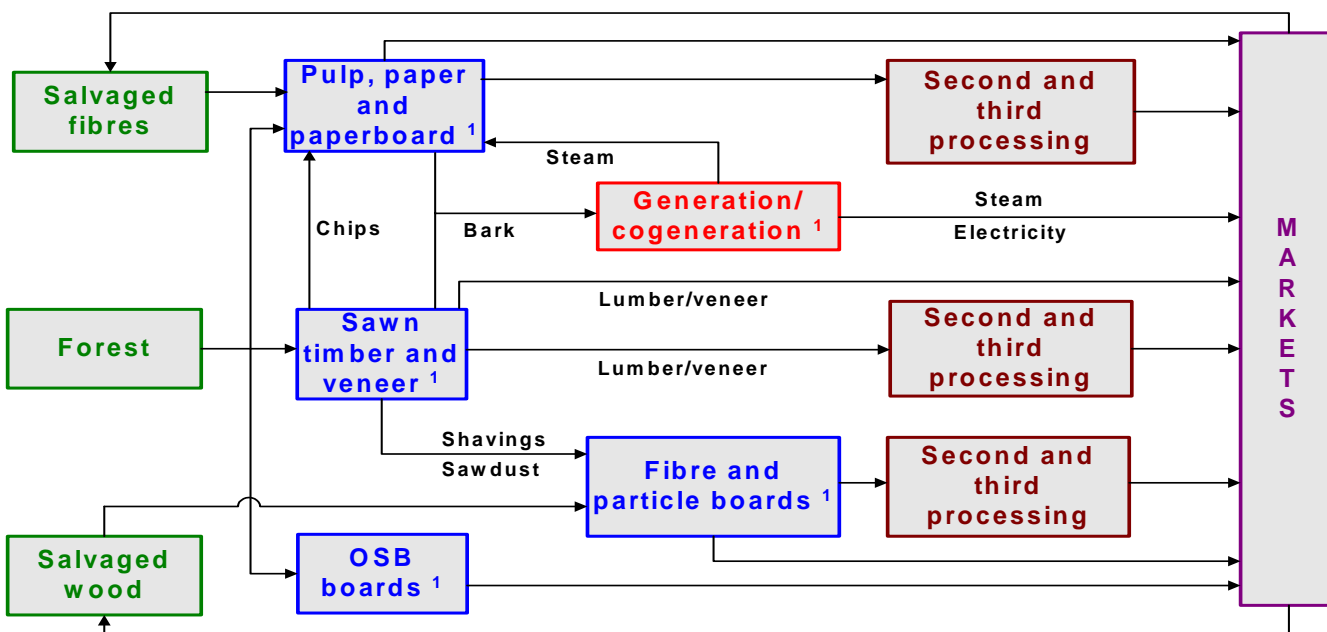 Salvaged
fibres
Pulp, paper
and
paperboard 1
Second and
third
processing
Steam
Generation/
cogeneration 1
Steam
Electricity
Chips
Bark
M
A
R
K
E
T
S
Lumber/veneer
Forest
Sawn
timber and
veneer 1
Lumber/veneer
Second and
third
processing
Shavings
Sawdust
Fibre and
particle boards 1
Second and
third
processing
Salvaged
wood
OSB
boards 1